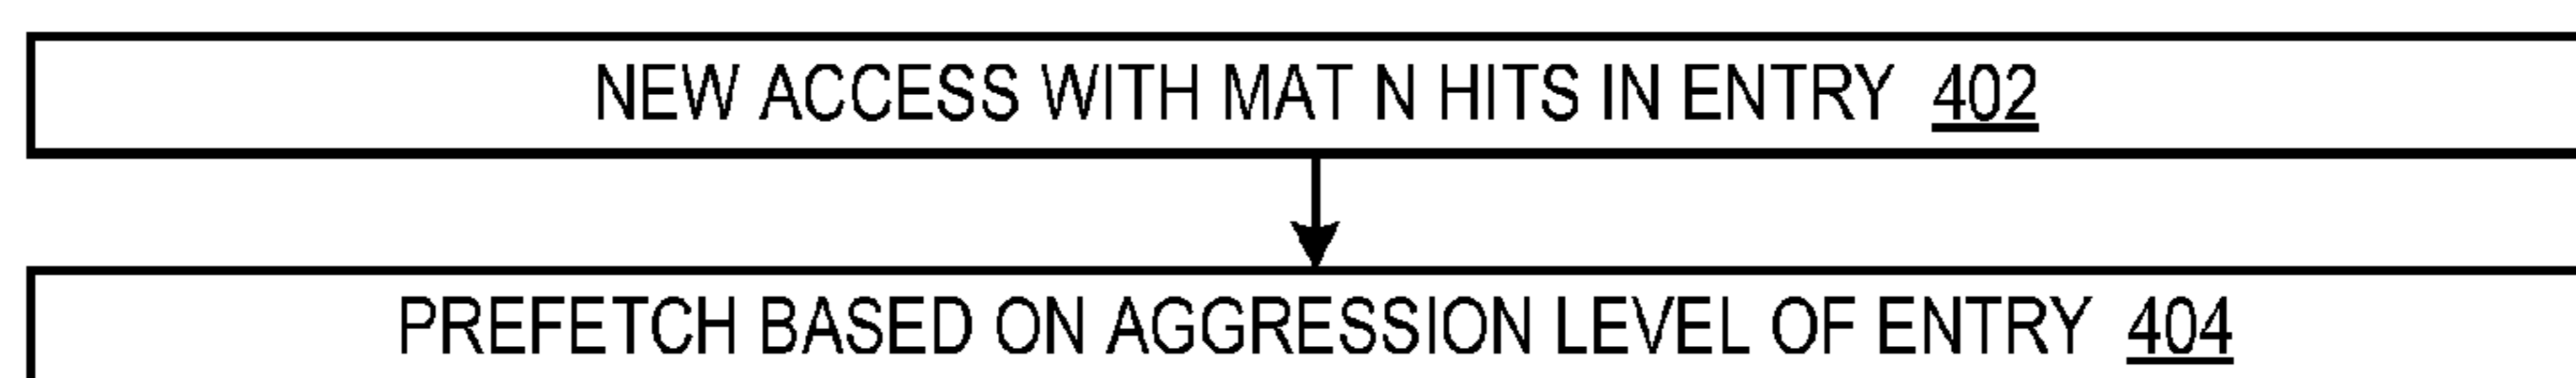 NEW ACCESS WITH MAT N HITS IN ENTRY 402
PREFETCH BASED ON AGGRESSION LEVEL OF ENTRY 404